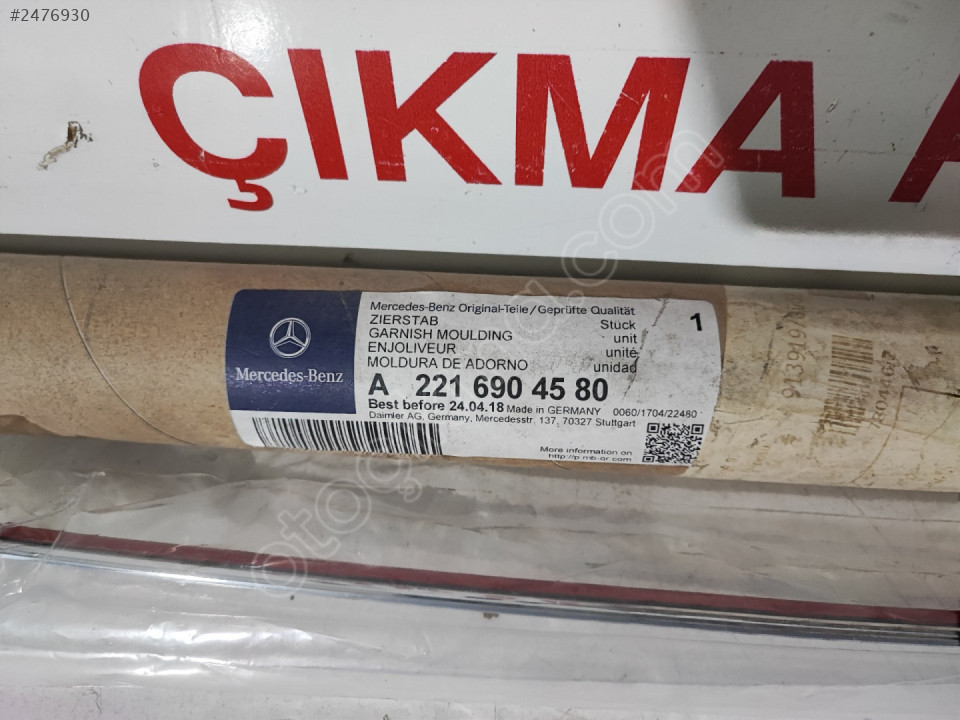 #2476930
ÇIKMA
Mercedes-Benz
Mercedes-Benz Original-Teile/Geprüfte Qualität
ZIERSTAB Stück 1
GARNISH MOULDING unit
ENJOLIVEUR unité
MOLDURA DE ADORNO unidad
A 221 690 45 80
Best before 24.04.18 Made in GERMANY 0060/1704/22480
Daimler AG, Germany, Mercedesstr. 137, 70327 Stuttgart
More information on
http://p.mb-qr.com
913919/